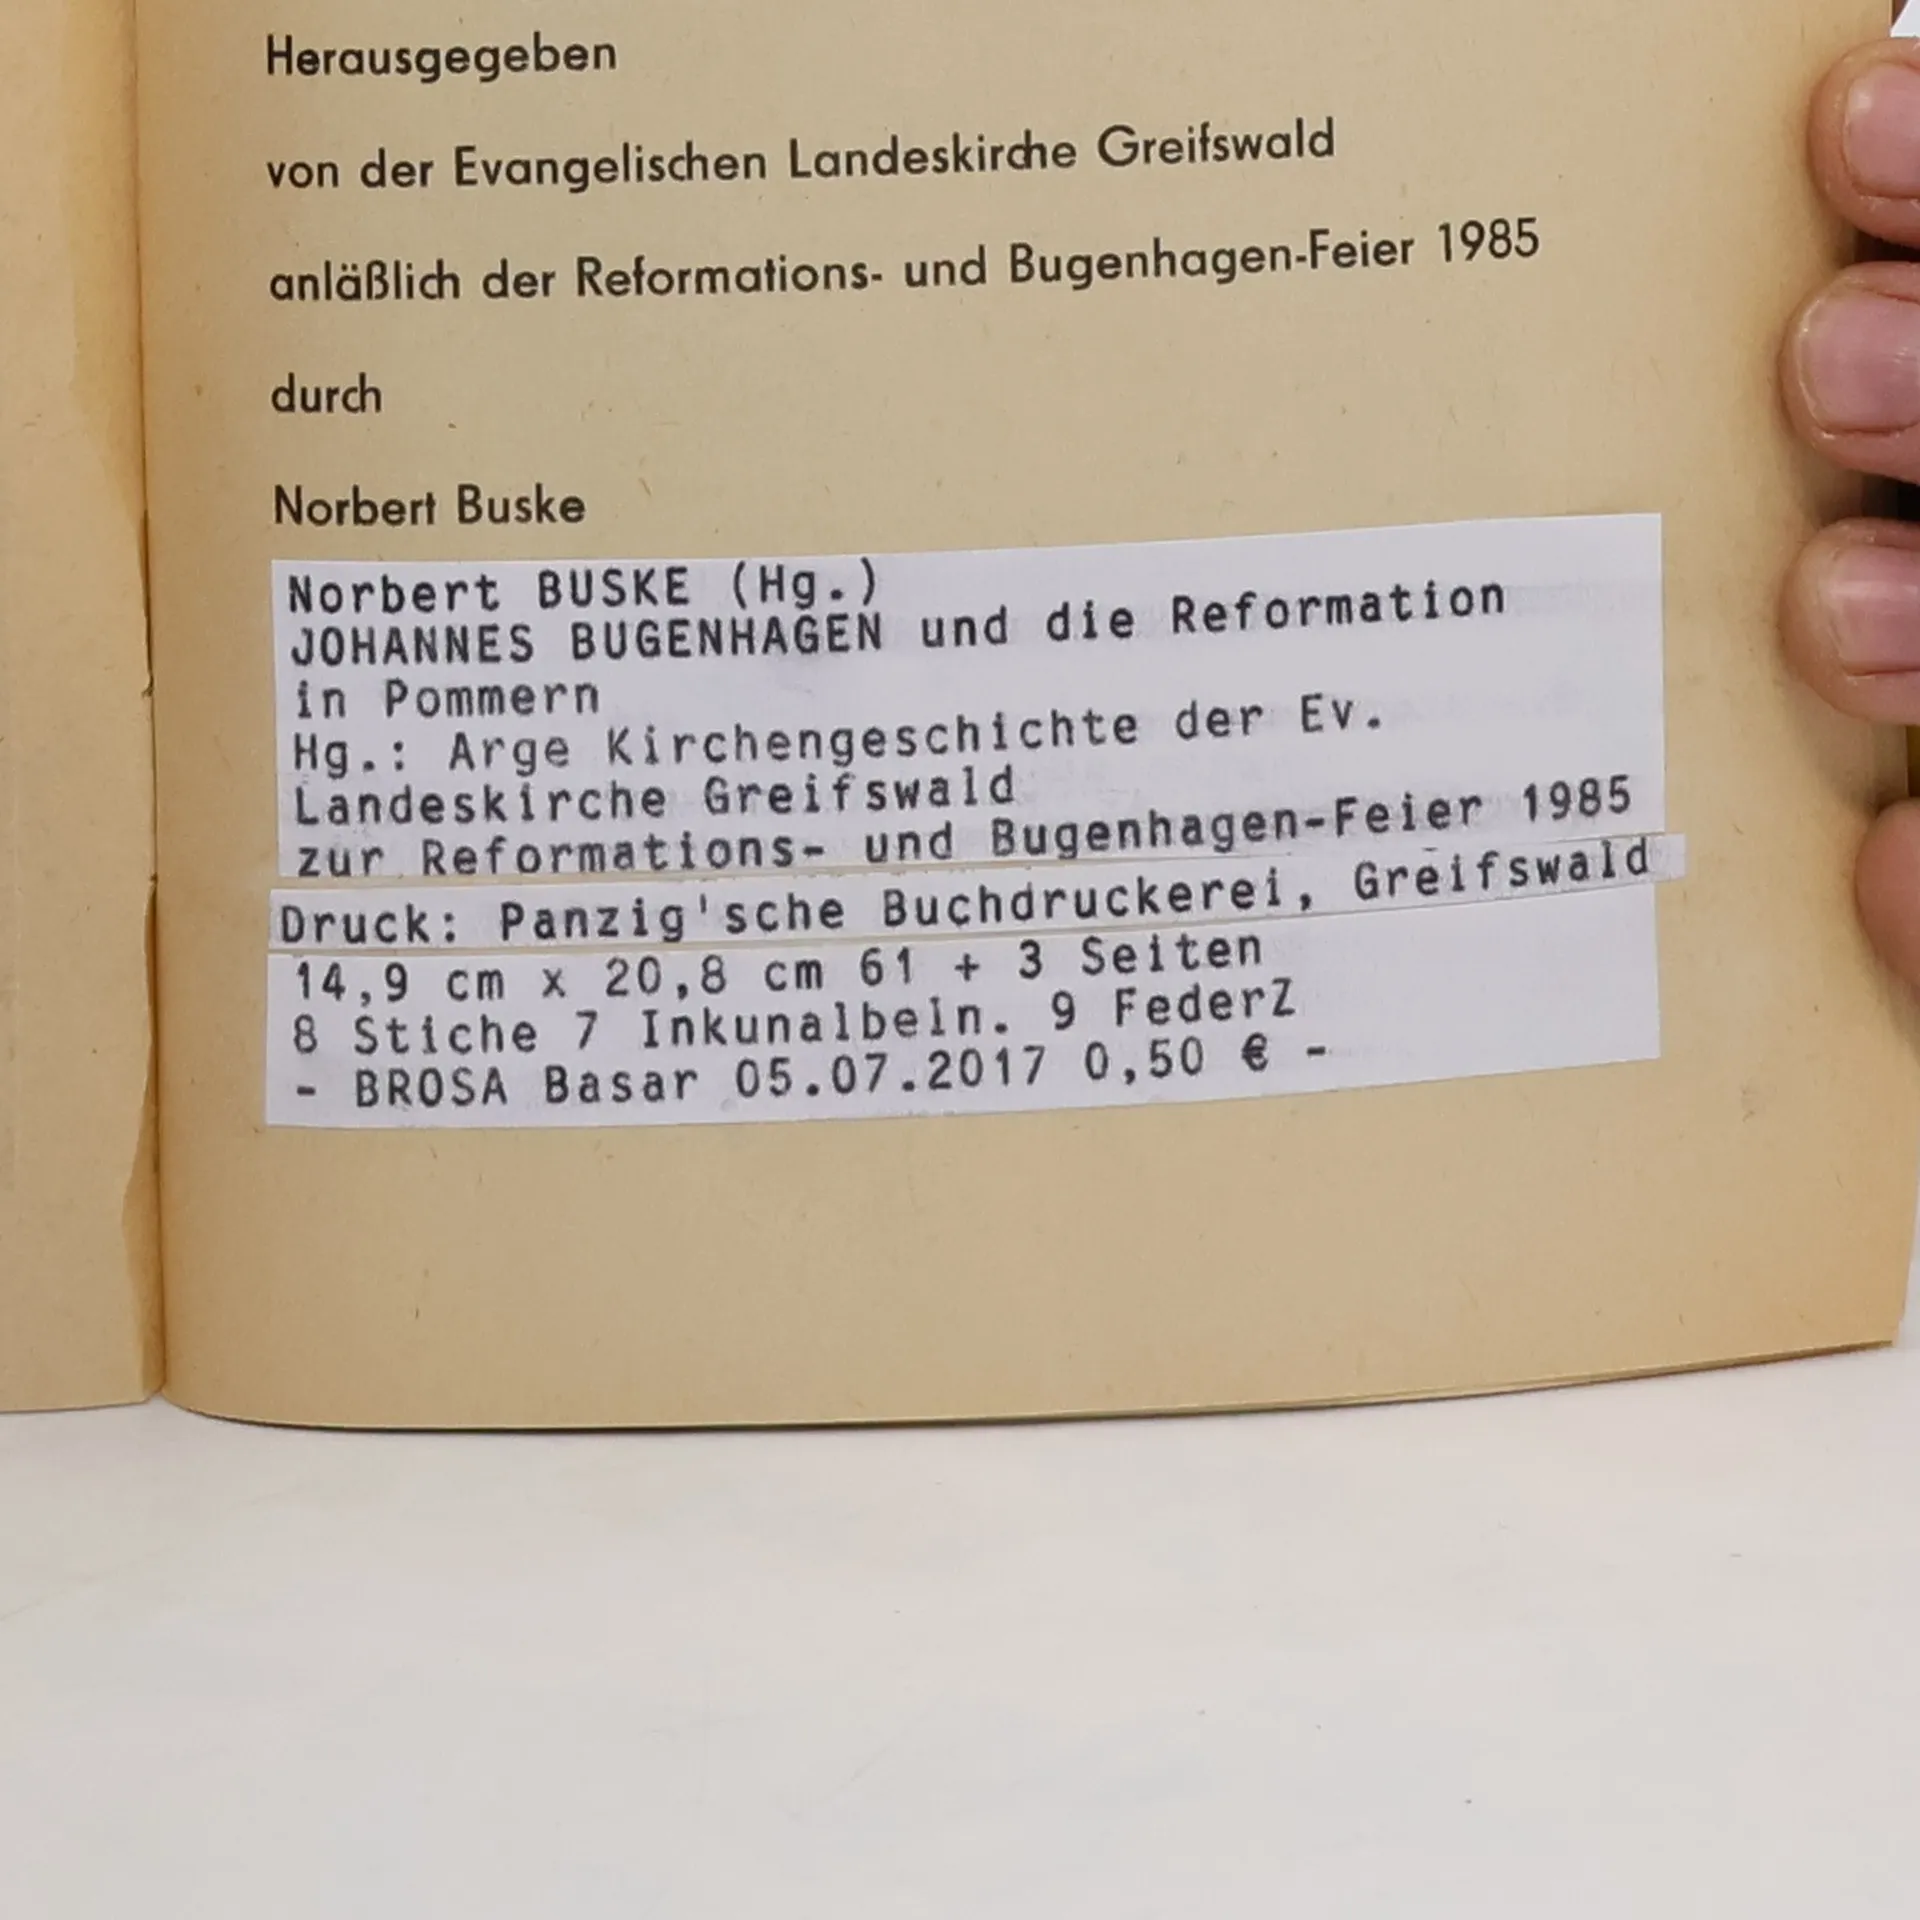 Herausgegeben
von der Evangelischen Landeskirche Greifswald
anläßlich der Reformations- und Bugenhagen-Feier 1985
durch
Norbert Buske
Norbert BUSKE (Hg.)
JOHANNES BUGENHAGEN und die Reformation
in Pommern
Hg.: Arge Kirchengeschichte der Ev.
Landeskirche Greifswald
zur Reformations- und Bugenhagen-Feier 1985
Druck: Panzig'sche Buchdruckerei, Greifswald
14,9 cm x 20,8 cm 61 + 3 Seiten
8 Stiche 7 Inkunalbeln. 9 FederZ
- BROSA Basar 05.07.2017 0,50 € -